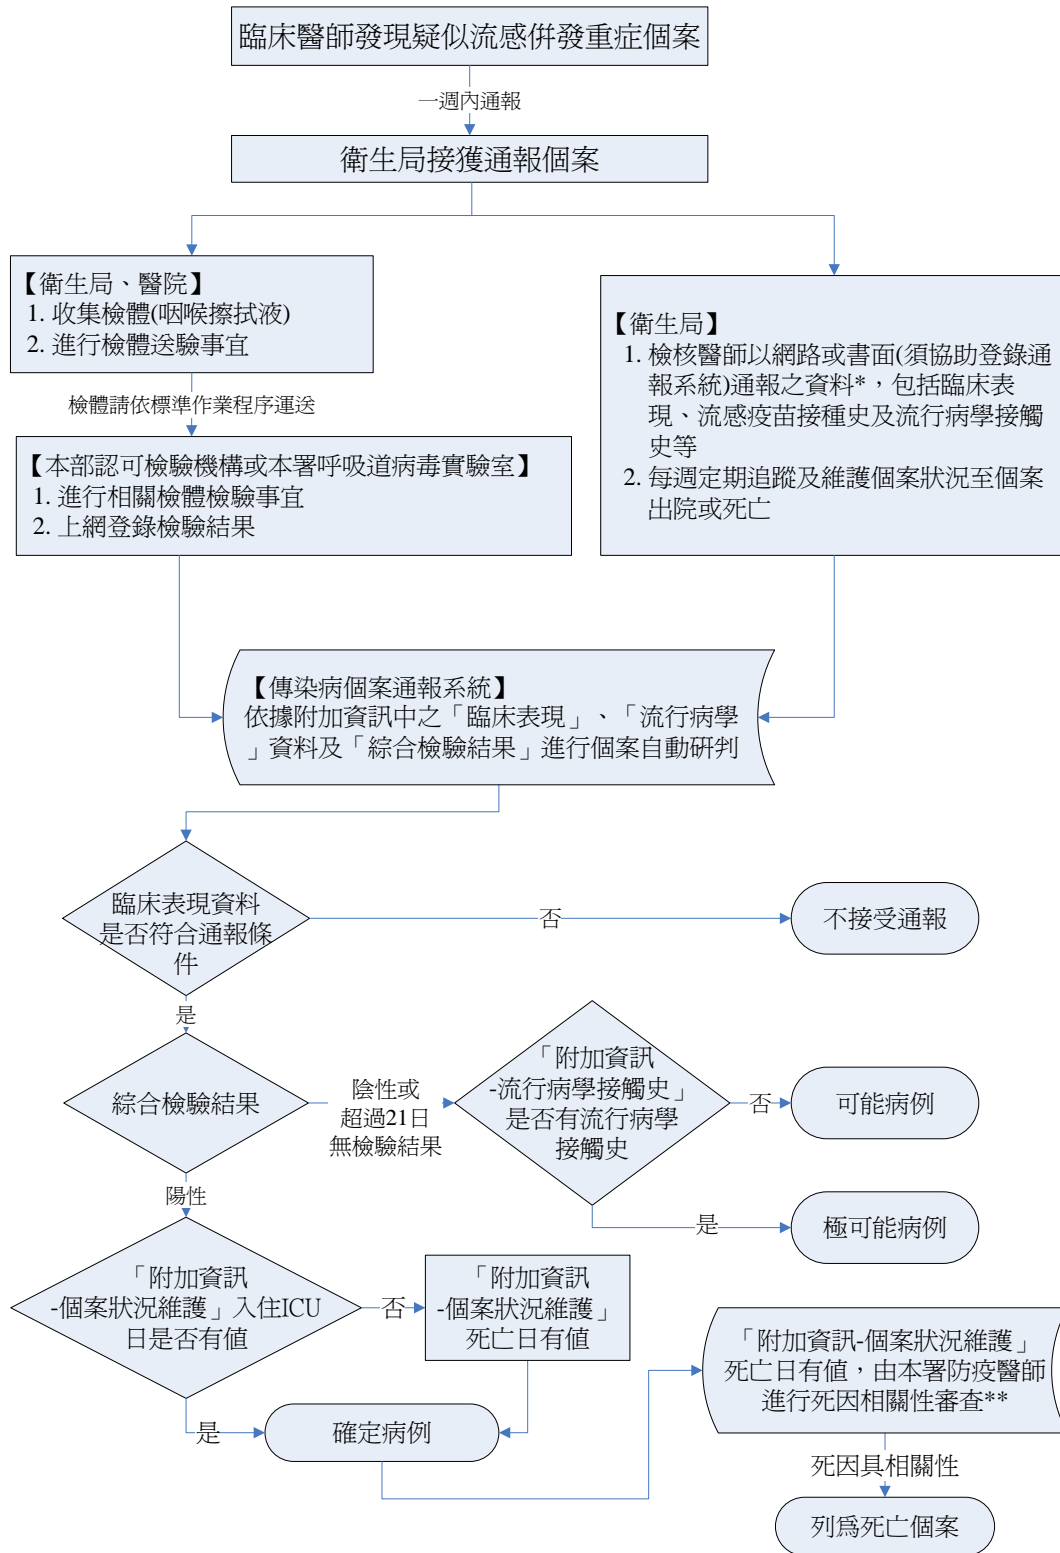 臨床醫師發現疑似流感併發重症個案
一週內通報
衛生局接獲通報個案
【衛生局、醫院】
1. 收集檢體(咽喉擦拭液)
2. 進行檢體送驗事宜
檢體請依標準作業程序運送
【本部認可檢驗機構或本署呼吸道病毒實驗室】
1. 進行相關檢體檢驗事宜
2. 上網登錄檢驗結果
【衛生局】
1. 檢核醫師以網路或書面(須協助登錄通
報系統)通報之資料*，包括臨床表
現、流感疫苗接種史及流行病學接觸
史等
2. 每週定期追蹤及維護個案狀況至個案
出院或死亡
【傳染病個案通報系統】
依據附加資訊中之「臨床表現」、「流行病學
」資料及「綜合檢驗結果」進行個案自動研判
臨床表現資料
是否符合通報條
件
否
不接受通報
是
綜合檢驗結果
陰性或
超過21日
無檢驗結果
「附加資訊
-流行病學接觸史」
是否有流行病學
接觸史
否
可能病例
是
極可能病例
陽性
「附加資訊
-個案狀況維護」入住ICU
日是否有值
否
「附加資訊
-個案狀況維護」
死亡日有值
是
確定病例
「附加資訊-個案狀況維護」
死亡日有值，由本署防疫醫師
進行死因相關性審查**
死因具相關性
列為死亡個案